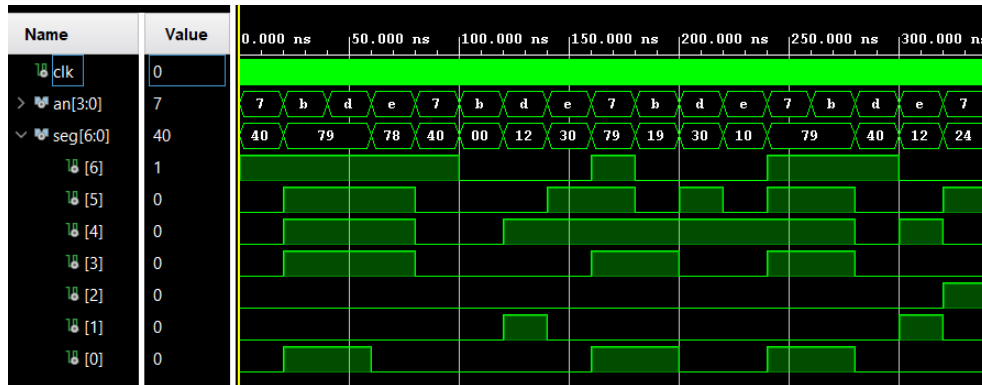 Name Value 0.000 ns 50.000 ns 100.000 ns 150.000 ns 200.000 ns 250.000 ns 300.000 n
clk 0
an[3:0] 7 7 b d e 7 b d e 7 b d e 7 b d e 7
seg[6:0] 40 40 79 78 40 00 12 30 79 19 30 10 79 40 12 24
[6] 1
[5] 0
[4] 0
[3] 0
[2] 0
[1] 0
[0] 0